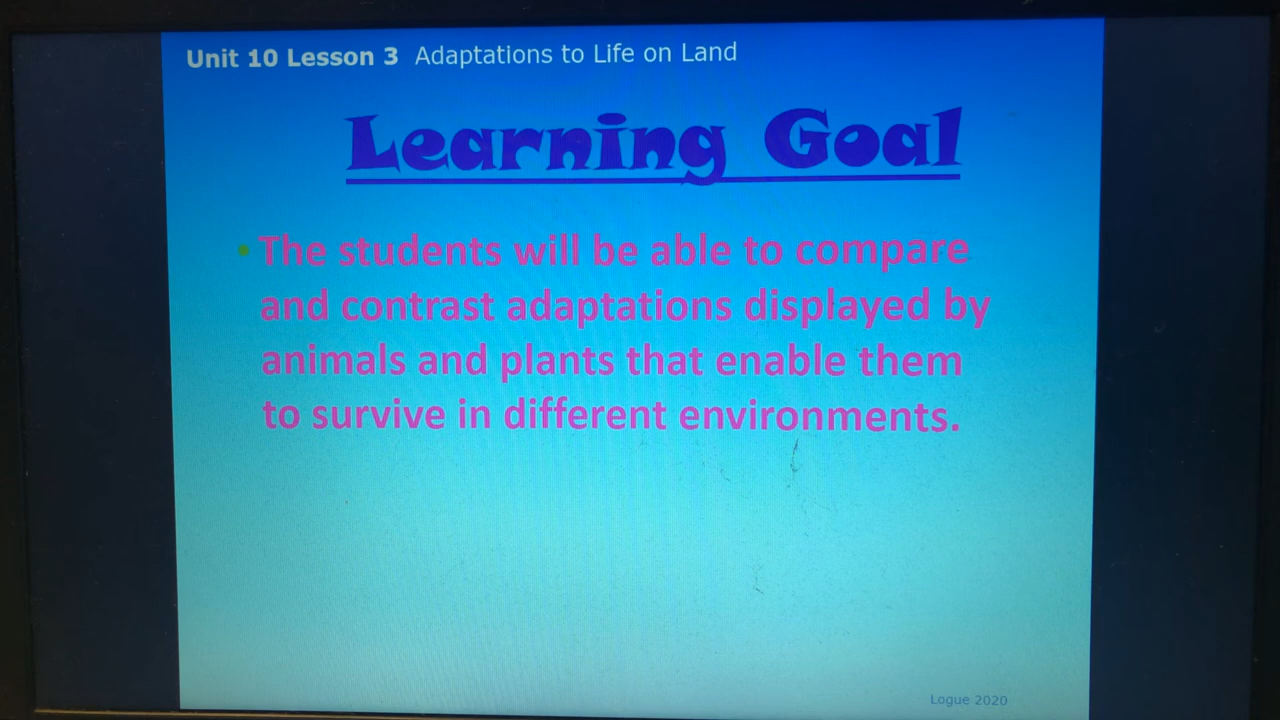 Unit 10 Lesson 3 Adaptations to Life on Land
Learning Goal
The students will be able to compare
and contrast adaptations displayed by
animals and plants that enable them
to survive in different environments.
Logue 2020